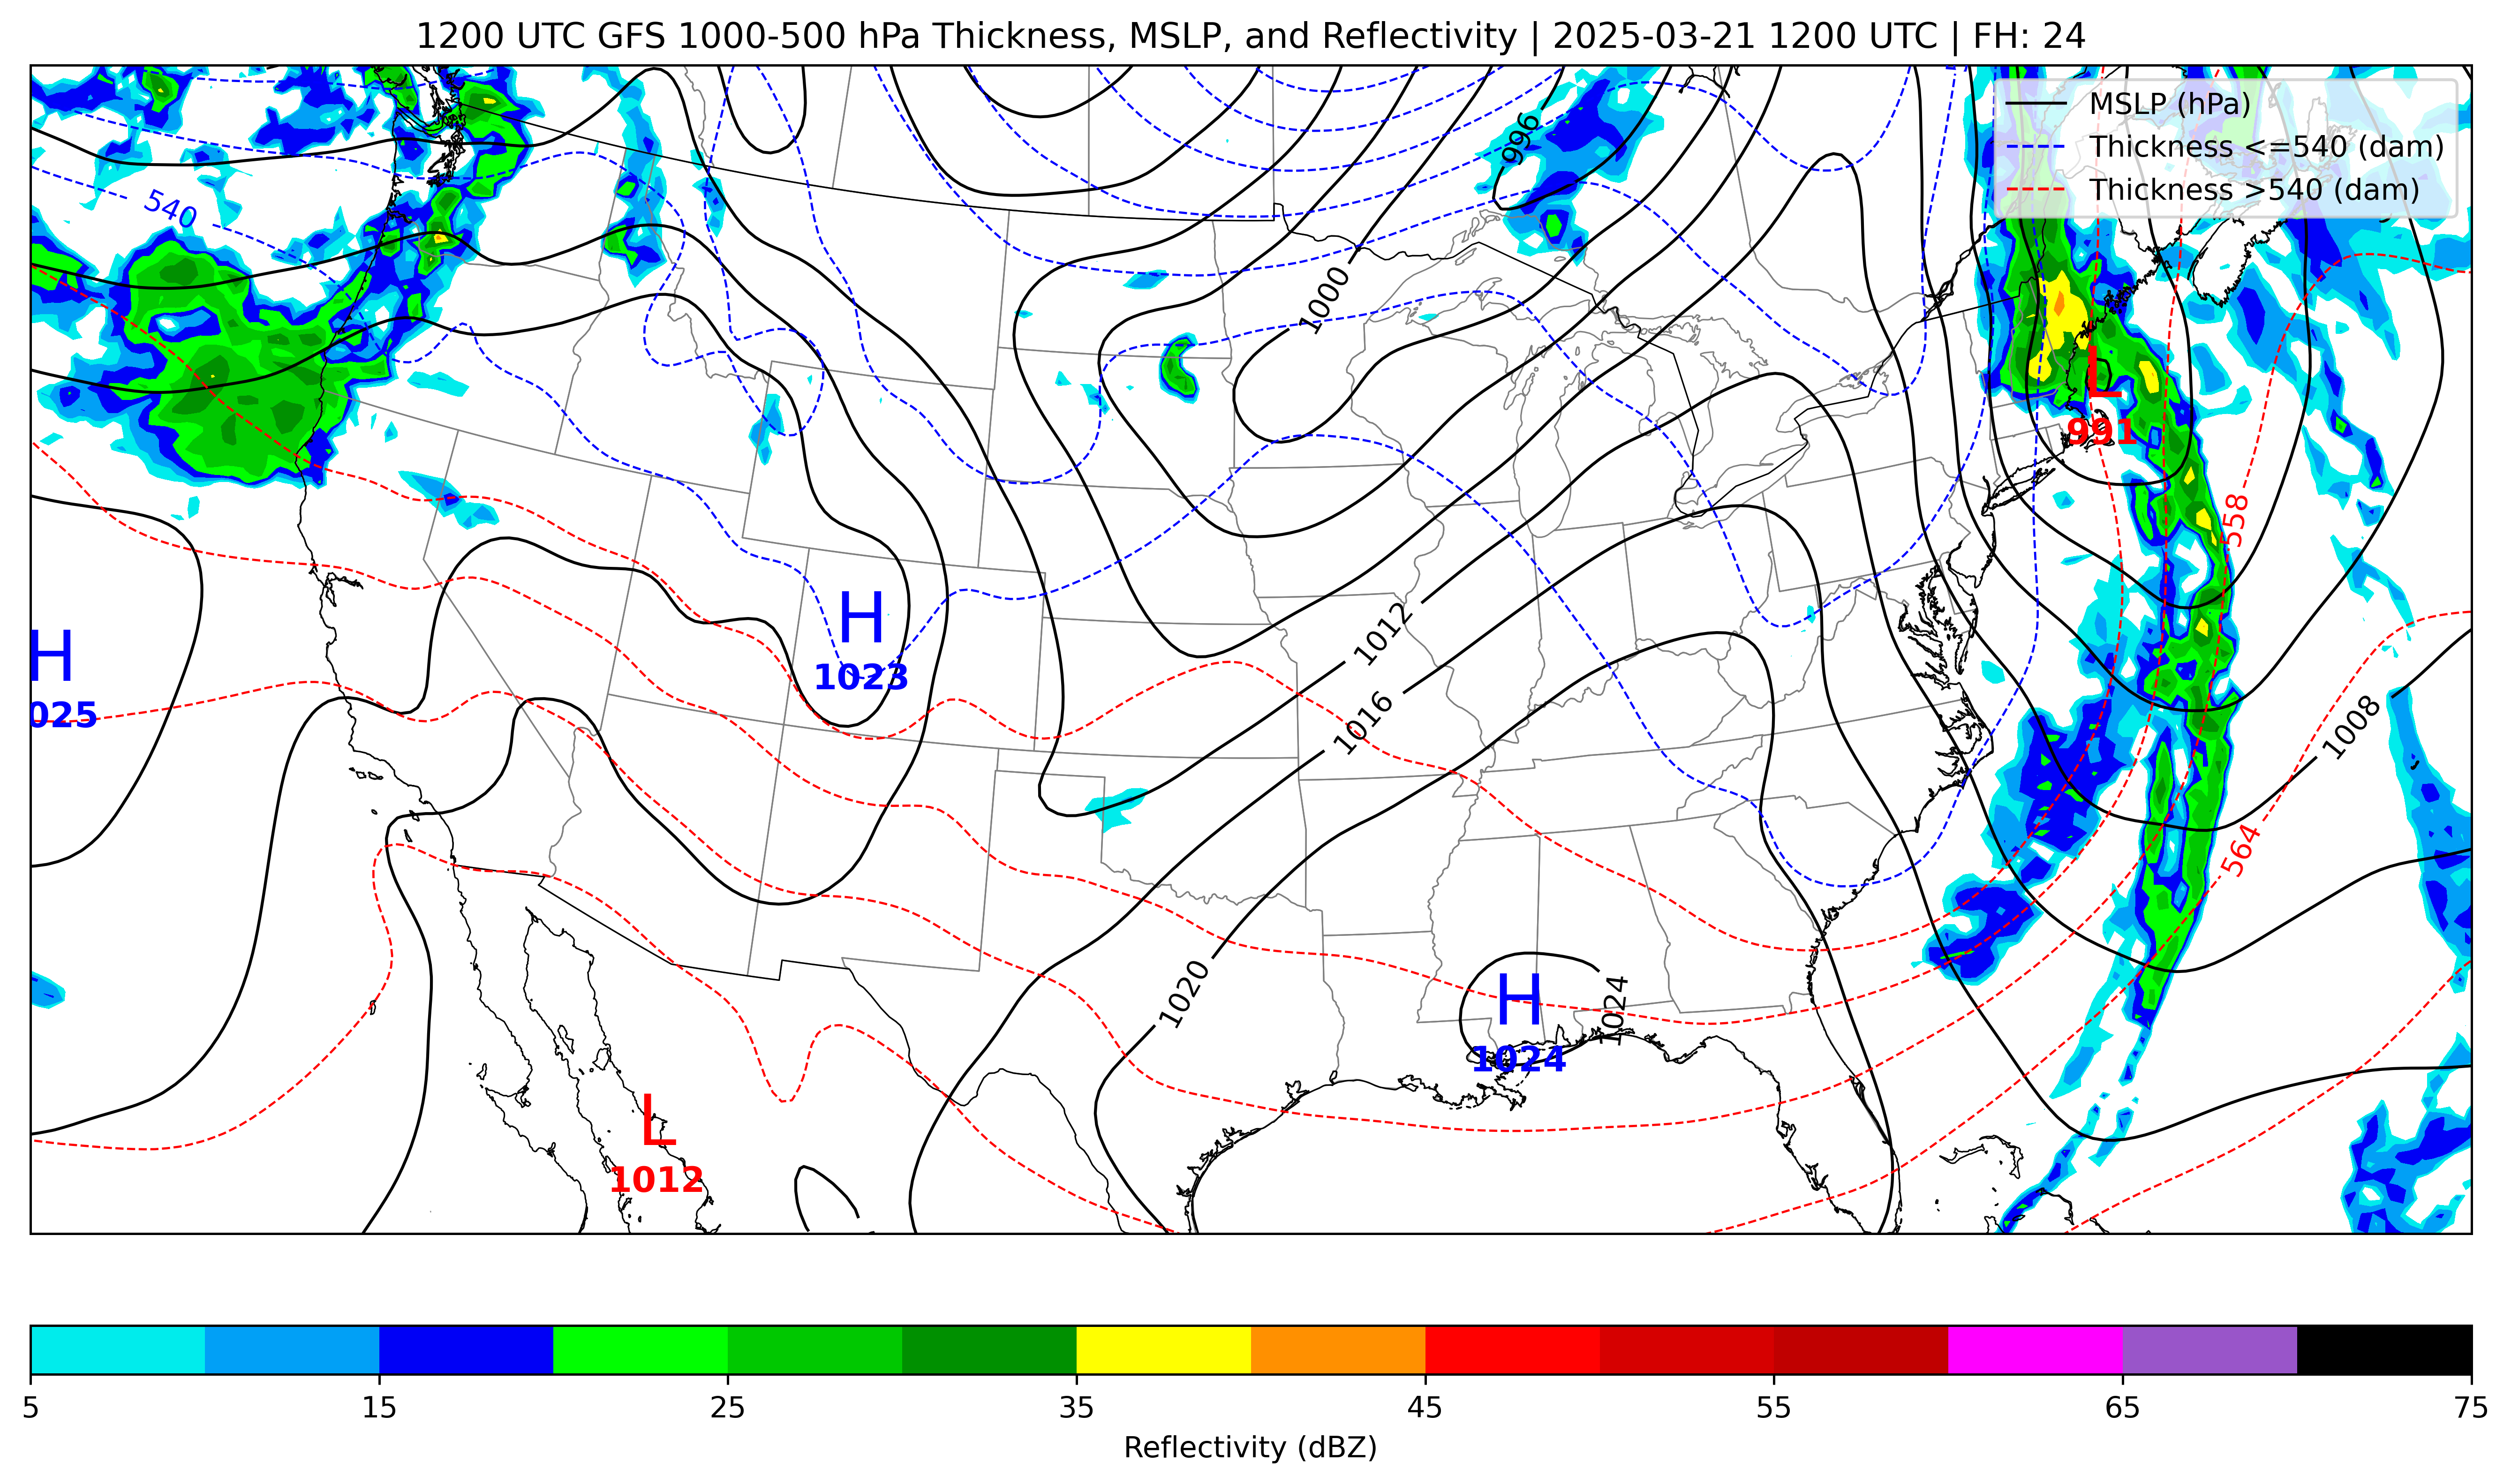 1200 UTC GFS 1000-500 hPa Thickness, MSLP, and Reflectivity | 2025-03-21 1200 UTC | FH: 24
MSLP (hPa)
Thickness <=540 (dam)
Thickness >540 (dam)
996
540
1000
L
991
558
H
1023
H
025
1012
1016
1008
564
1020
H
1024
1024
L
1012
5
15
25
35
45
55
65
75
Reflectivity (dBZ)